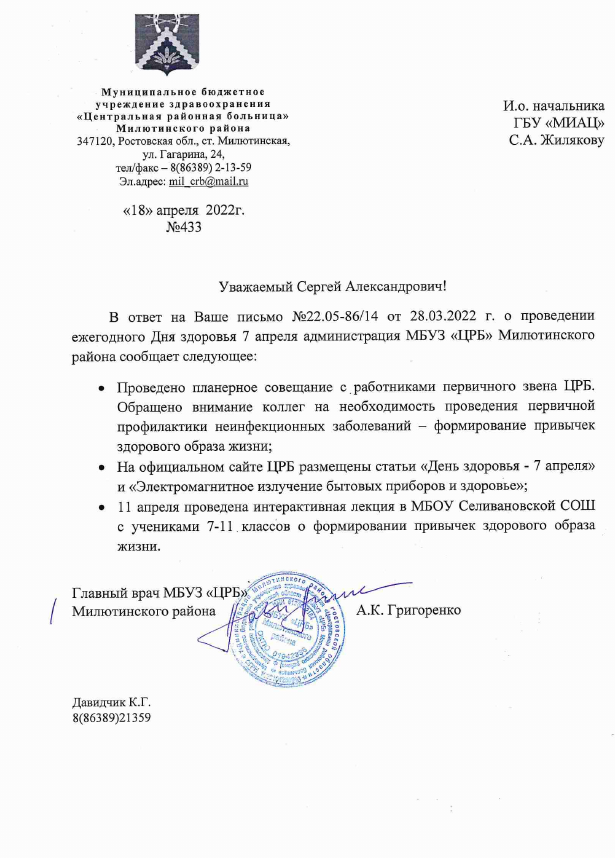 Муниципальное бюджетное
учреждение здравоохранения
«Центральная районная больница»
Милютинского района
347120, Ростовская обл., ст. Милютинская,
ул. Гагарина, 24,
тел/факс – 8(86389) 2-13-59
Эл.адрес: mil_crb@mail.ru
«18» апреля 2022г.
№433
И.о. начальника
ГБУ «МИАЦ»
С.А. Жилякову
Уважаемый Сергей Александрович!
В ответ на Ваше письмо №22.05-86/14 от 28.03.2022 г. о проведении
ежегодного Дня здоровья 7 апреля администрация МБУЗ «ЦРБ» Милютинского
района сообщает следующее:
• Проведено планерное совещание с работниками первичного звена ЦРБ.
Обращено внимание коллег на необходимость проведения первичной
профилактики неинфекционных заболеваний – формирование привычек
здорового образа жизни;
• На официальном сайте ЦРБ размещены статьи «День здоровья - 7 апреля»
и «Электромагнитное излучение бытовых приборов и здоровье»;
• 11 апреля проведена интерактивная лекция в МБОУ Селивановской СОШ
с учениками 7-11 классов о формировании привычек здорового образа
жизни.
Главный врач МБУЗ «ЦРБ»
Милютинского района
А.К. Григоренко
МБУЗ «ЦРБ»
Милютинского
района
Давидчик К.Г.
8(86389)21359